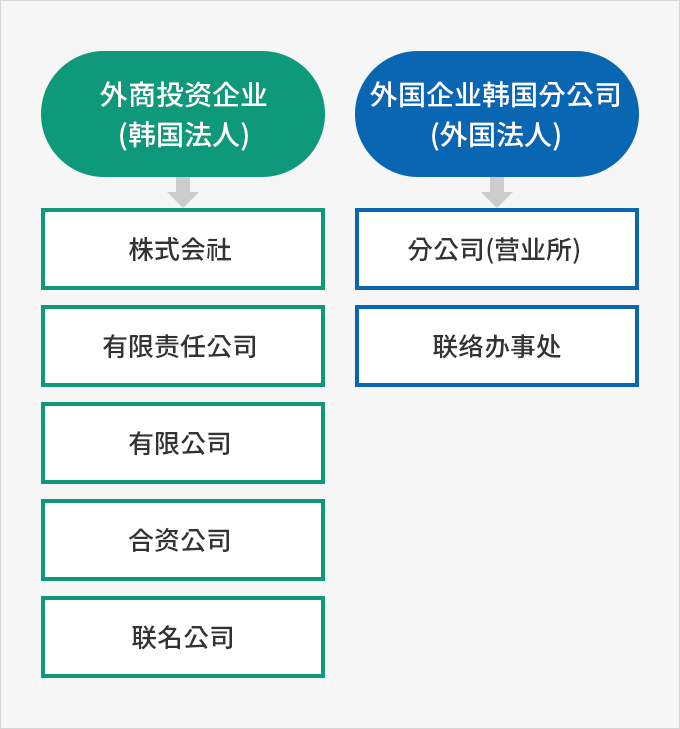 外商投资企业
(韩国法人)
株式会社
有限责任公司
有限公司
合资公司
联名公司
外国企业韩国分公司
(外国法人)
分公司(营业所)
联络办事处